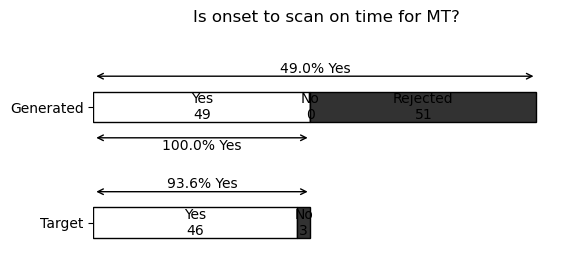 Is onset to scan on time for MT?
49.0% Yes
Generated
Yes
49
No
0
Rejected
51
100.0% Yes
93.6% Yes
Target
Yes
46
No
3